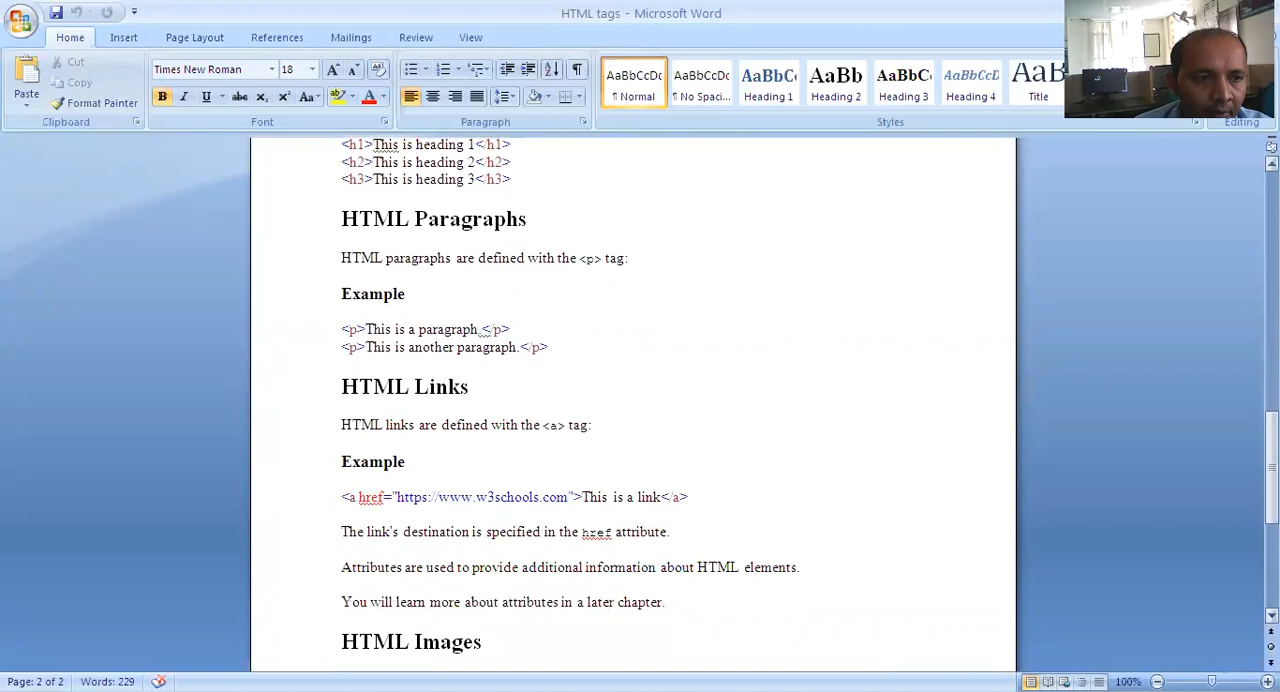 HTML tags - Microsoft Word
Home Insert Page Layout References Mailings Review View
Paste
Cut
Copy
Format Painter
Clipboard
Times New Roman 18
B I U abc x₂ x² Aa
Font
Paragraph
AaBbCcDc AaBbCcDc AaBbC AaBb AaBbC AaBbCcD AaB
¶ Normal ¶ No Spaci... Heading 1 Heading 2 Heading 3 Heading 4 Title
Styles
Editing
<h1>This is heading 1</h1>
<h2>This is heading 2</h2>
<h3>This is heading 3</h3>
HTML Paragraphs
HTML paragraphs are defined with the <p> tag:
Example
<p>This is a paragraph.</p>
<p>This is another paragraph.</p>
HTML Links
HTML links are defined with the <a> tag:
Example
<a href="https://www.w3schools.com">This is a link</a>
The link's destination is specified in the href attribute.
Attributes are used to provide additional information about HTML elements.
You will learn more about attributes in a later chapter.
HTML Images
Page: 2 of 2 Words: 229 100%